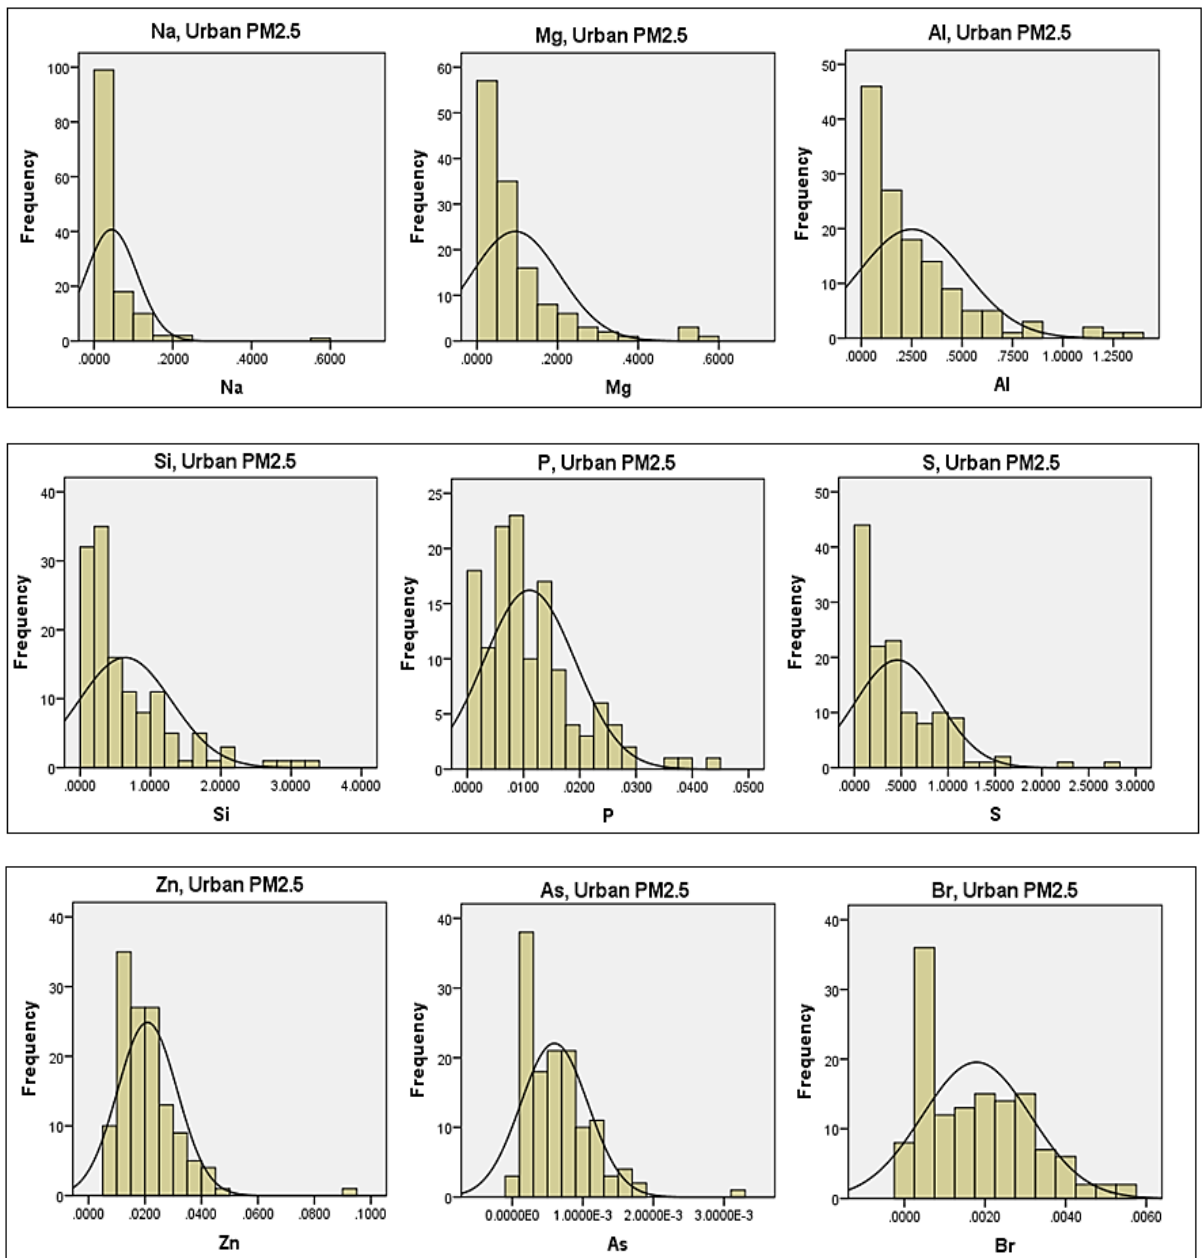 Na, Urban PM2.5
Mg, Urban PM2.5
Al, Urban PM2.5
100
80
60
40
20
0
Frequency
.0000 .2000 .4000 .6000
Na
60
50
40
30
20
10
0
Frequency
.0000 .2000 .4000 .6000
Mg
50
40
30
20
10
0
Frequency
.0000 .2500 .5000 .7500 1.0000 1.2500
Al
Si, Urban PM2.5
P, Urban PM2.5
S, Urban PM2.5
40
30
20
10
0
Frequency
.0000 1.0000 2.0000 3.0000 4.0000
Si
25
20
15
10
5
0
Frequency
.0000 .0100 .0200 .0300 .0400 .0500
P
50
40
30
20
10
0
Frequency
.0000 .5000 1.0000 1.5000 2.0000 2.5000 3.0000
S
Zn, Urban PM2.5
As, Urban PM2.5
Br, Urban PM2.5
40
30
20
10
0
Frequency
.0000 .0200 .0400 .0600 .0800 .1000
Zn
40
30
20
10
0
Frequency
0.0000E0 1.0000E-3 2.0000E-3 3.0000E-3
As
40
30
20
10
0
Frequency
.0000 .0020 .0040 .0060
Br